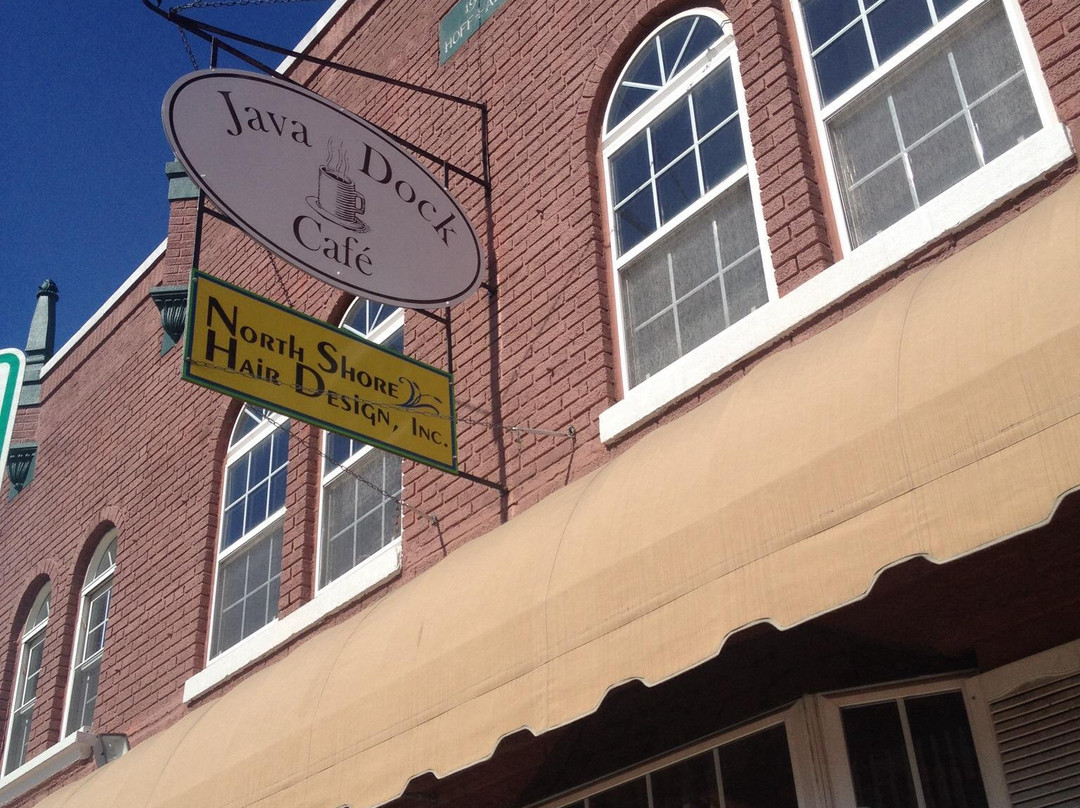 Java Dock
Café
North Shore
Hair Design, Inc.